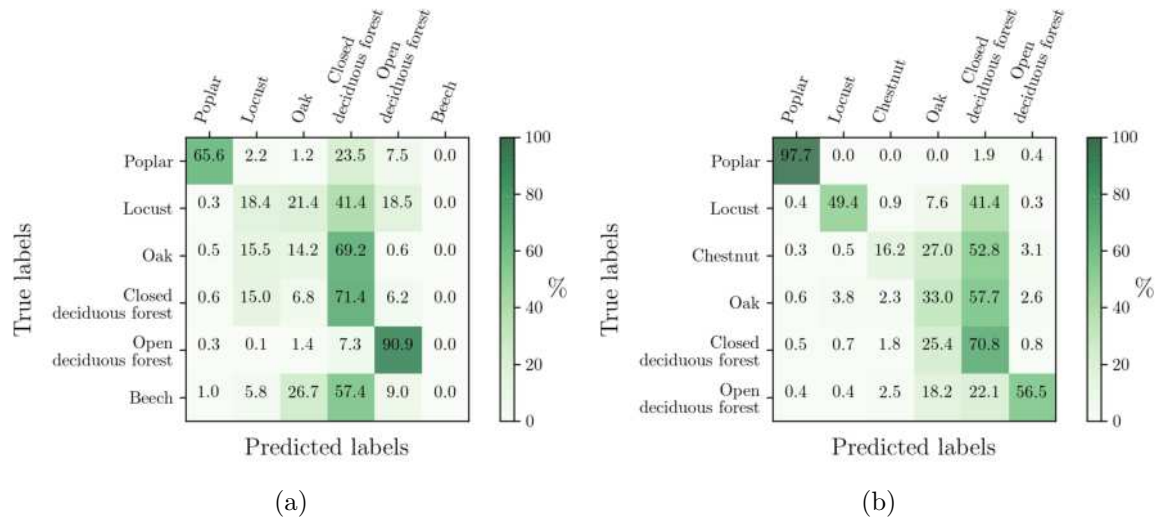 Poplar
Locust
Oak
Closed
deciduous forest
Open
deciduous forest
Beech
Poplar 65.6 2.2 1.2 23.5 7.5 0.0
Locust 0.3 18.4 21.4 41.4 18.5 0.0
Oak 0.5 15.5 14.2 69.2 0.6 0.0
Closed
deciduous forest 0.6 15.0 6.8 71.4 6.2 0.0
Open
deciduous forest 0.3 0.1 1.4 7.3 90.9 0.0
Beech 1.0 5.8 26.7 57.4 9.0 0.0
True labels
Predicted labels
100
80
60
40
20
0
%
(a)
Poplar
Locust
Chestnut
Oak
Closed
deciduous forest
Open
deciduous forest
Poplar 97.7 0.0 0.0 0.0 1.9 0.4
Locust 0.4 49.4 0.9 7.6 41.4 0.3
Chestnut 0.3 0.5 16.2 27.0 52.8 3.1
Oak 0.6 3.8 2.3 33.0 57.7 2.6
Closed
deciduous forest 0.5 0.7 1.8 25.4 70.8 0.8
Open
deciduous forest 0.4 0.4 2.5 18.2 22.1 56.5
True labels
Predicted labels
100
80
60
40
20
0
%
(b)